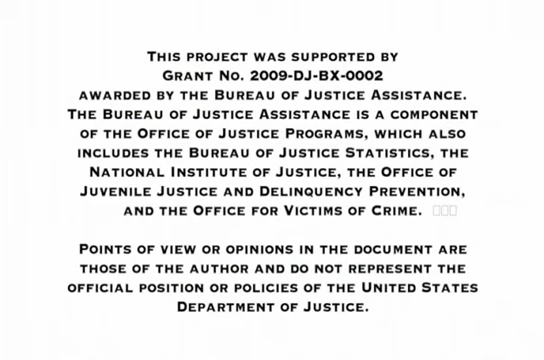 This project was supported by
Grant No. 2009-DJ-BX-0002
awarded by the Bureau of Justice Assistance.
The Bureau of Justice Assistance is a component
of the Office of Justice Programs, which also
includes the Bureau of Justice Statistics, the
National Institute of Justice, the Office of
Juvenile Justice and Delinquency Prevention,
and the Office for Victims of Crime. □□□
Points of view or opinions in the document are
those of the author and do not represent the
official position or policies of the United States
Department of Justice.